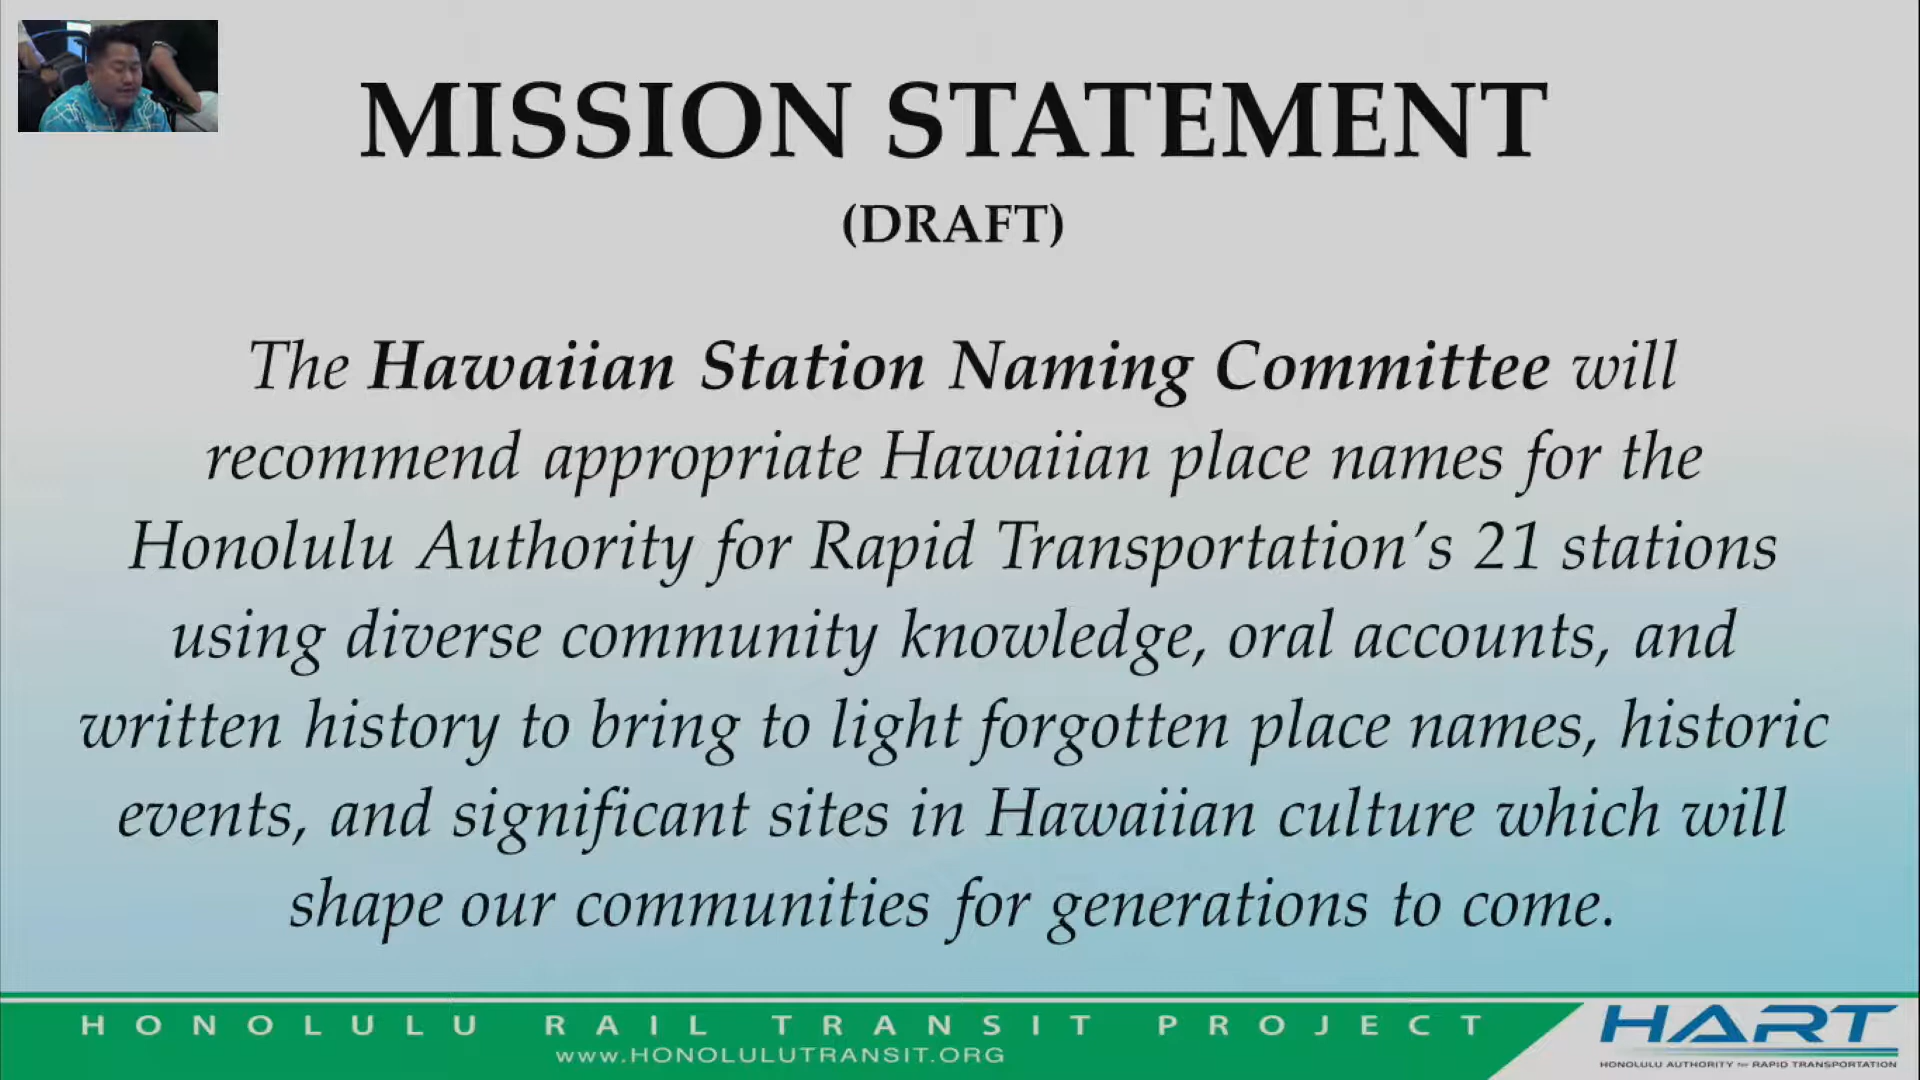 MISSION STATEMENT
(DRAFT)
The Hawaiian Station Naming Committee will
recommend appropriate Hawaiian place names for the
Honolulu Authority for Rapid Transportation’s 21 stations
using diverse community knowledge, oral accounts, and
written history to bring to light forgotten place names, historic
events, and significant sites in Hawaiian culture which will
shape our communities for generations to come.
HONOLULU RAIL TRANSIT PROJECT
WWW.HONOLULUTRANSIT.ORG
HART
HONOLULU AUTHORITY for RAPID TRANSPORTATION